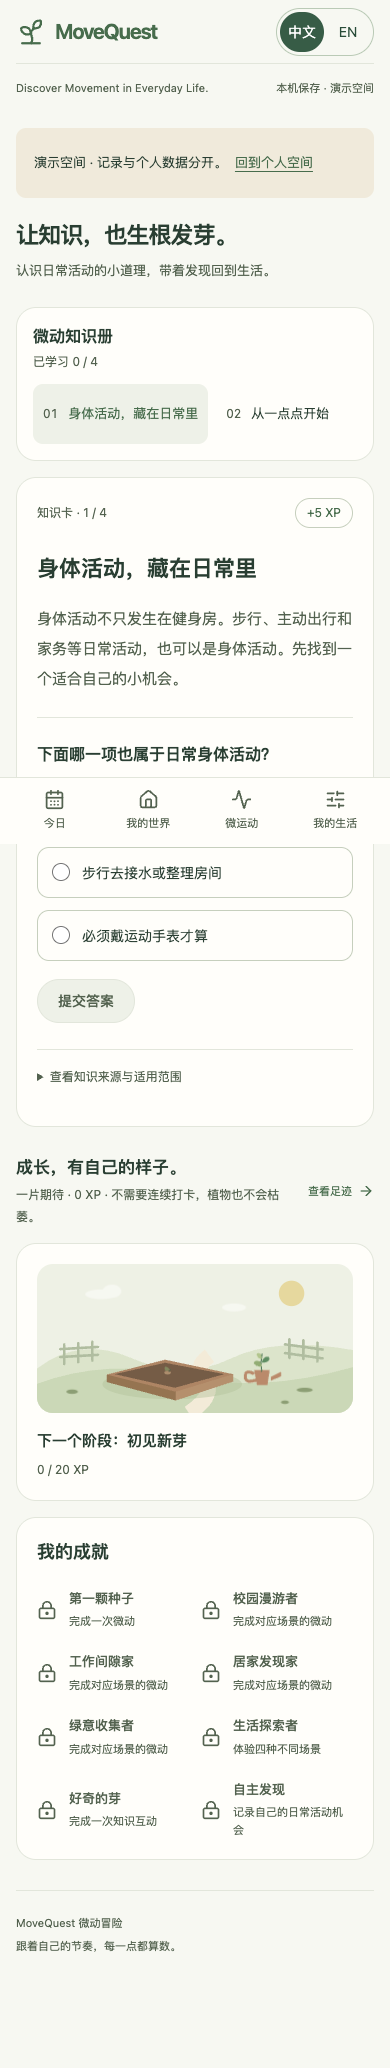 MoveQuest
中文 EN
Discover Movement in Everyday Life. 本机保存 · 演示空间
演示空间 · 记录与个人数据分开。 回到个人空间
让知识，也生根发芽。
认识日常活动的小道理，带着发现回到生活。
微动知识册
已学习 0 / 4
01 身体活动，藏在日常里 02 从一点点开始
知识卡 · 1 / 4 +5 XP
身体活动，藏在日常里
身体活动不只发生在健身房。步行、主动出行和
家务等日常活动，也可以是身体活动。先找到一
个适合自己的小机会。
下面哪一项也属于日常身体活动？
今日 我的世界 微运动 我的生活
步行去接水或整理房间
必须戴运动手表才算
提交答案
查看知识来源与适用范围
成长，有自己的样子。
一片期待 · 0 XP · 不需要连续打卡，植物也不会枯
萎。
查看足迹
下一个阶段：初见新芽
0 / 20 XP
我的成就
第一颗种子
完成一次微动
校园漫游者
完成对应场景的微动
工作间隙家
完成对应场景的微动
居家发现家
完成对应场景的微动
绿意收集者
完成对应场景的微动
生活探索者
体验四种不同场景
好奇的芽
完成一次知识互动
自主发现
记录自己的日常活动机
会
MoveQuest 微动冒险
跟着自己的节奏，每一点都算数。